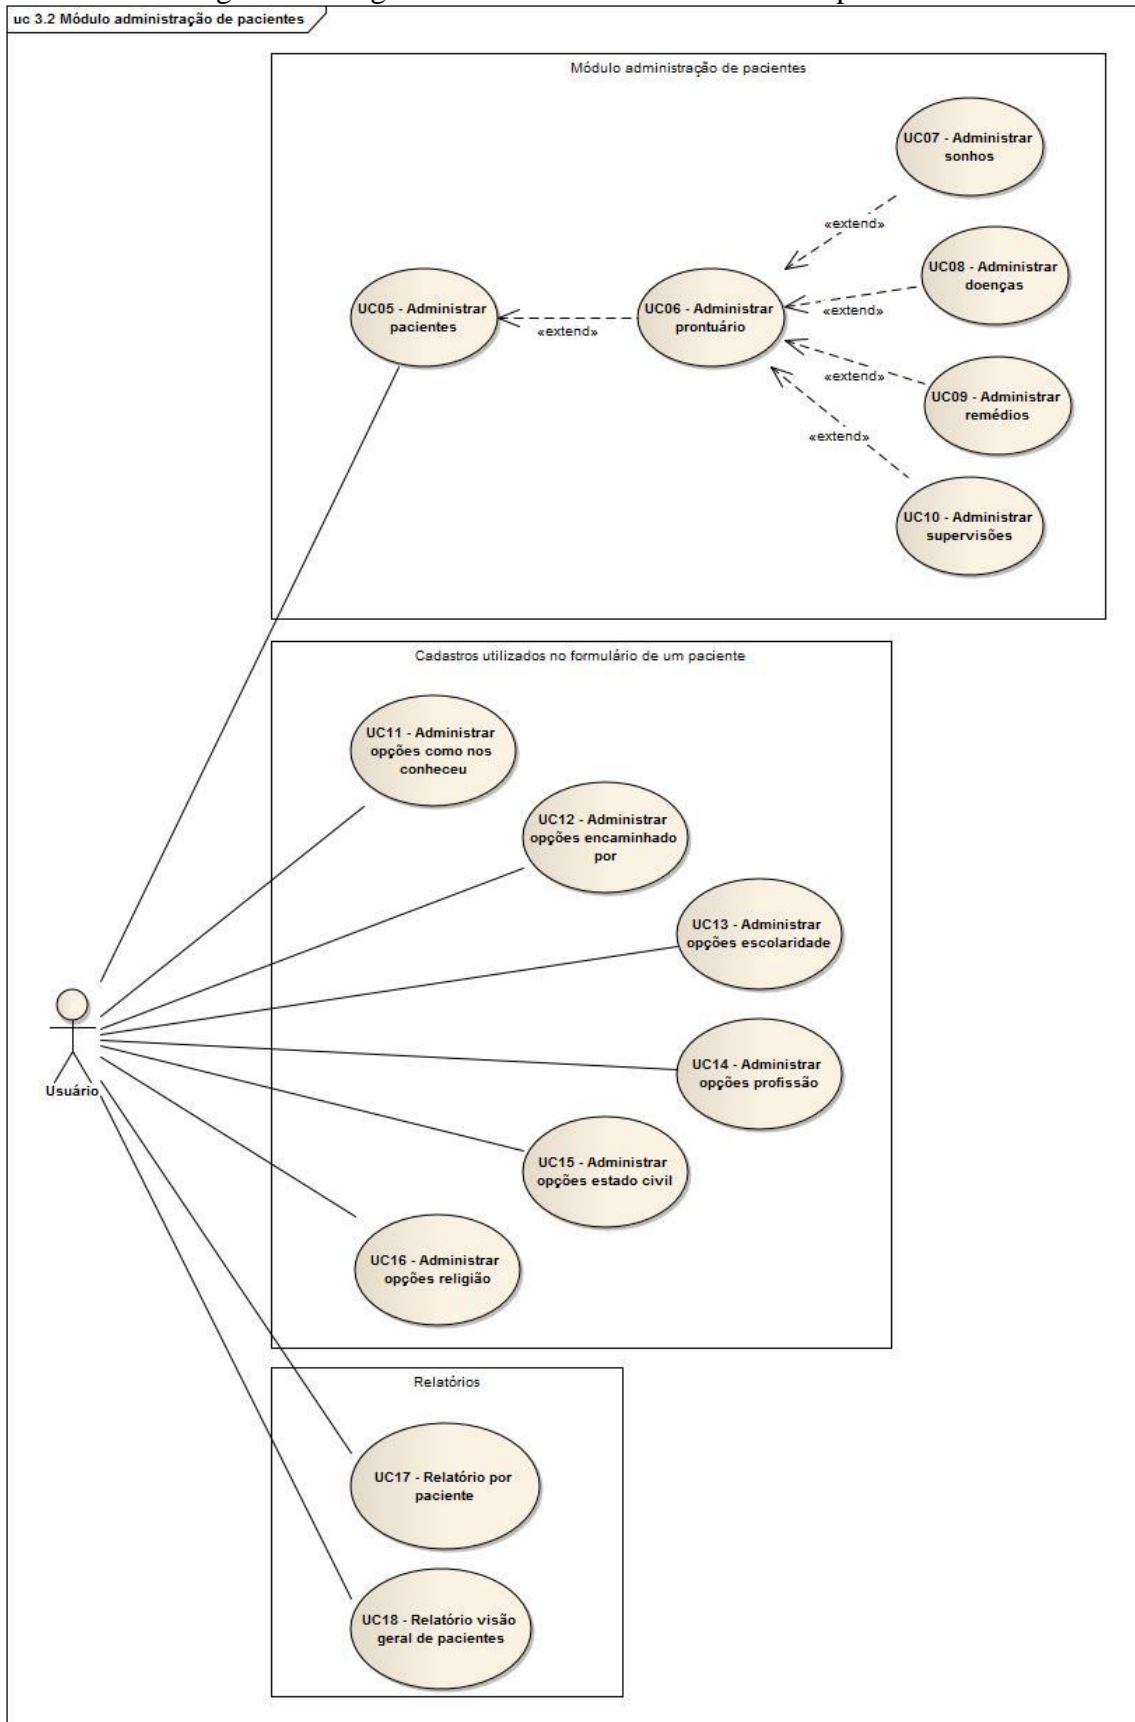 uc 3.2 Módulo administração de pacientes
Módulo administração de pacientes
UC07 - Administrar
sonhos
«extend»
UC08 - Administrar
doenças
UC05 - Administrar
pacientes
«extend»
UC06 - Administrar
prontuário
«extend»
«extend»
UC09 - Administrar
remédios
«extend»
UC10 - Administrar
supervisões
Cadastros utilizados no formulário de um paciente
UC11 - Administrar
opções como nos
conheceu
UC12 - Administrar
opções encaminhado
por
UC13 - Administrar
opções escolaridade
UC14 - Administrar
opções profissão
Usuário
UC15 - Administrar
opções estado civil
UC16 - Administrar
opções religião
Relatórios
UC17 - Relatório por
paciente
UC18 - Relatório visão
geral de pacientes